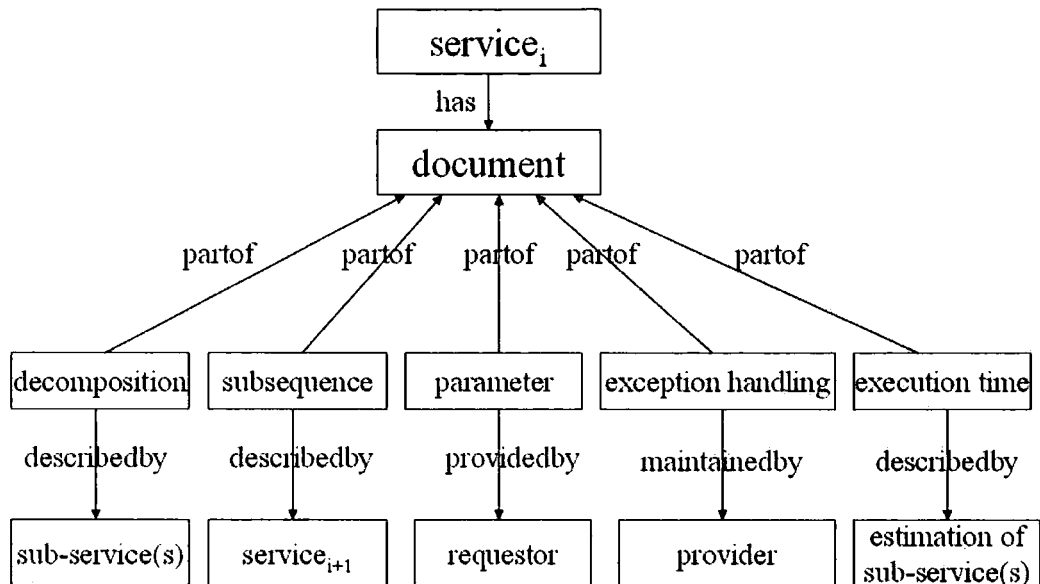 service_i
has
document
partof partof partof partof partof
decomposition subsequence parameter exception handling execution time
describedby describedby providedby maintainedby describedby
sub-service(s) service_{i+1} requestor provider estimation of sub-service(s)